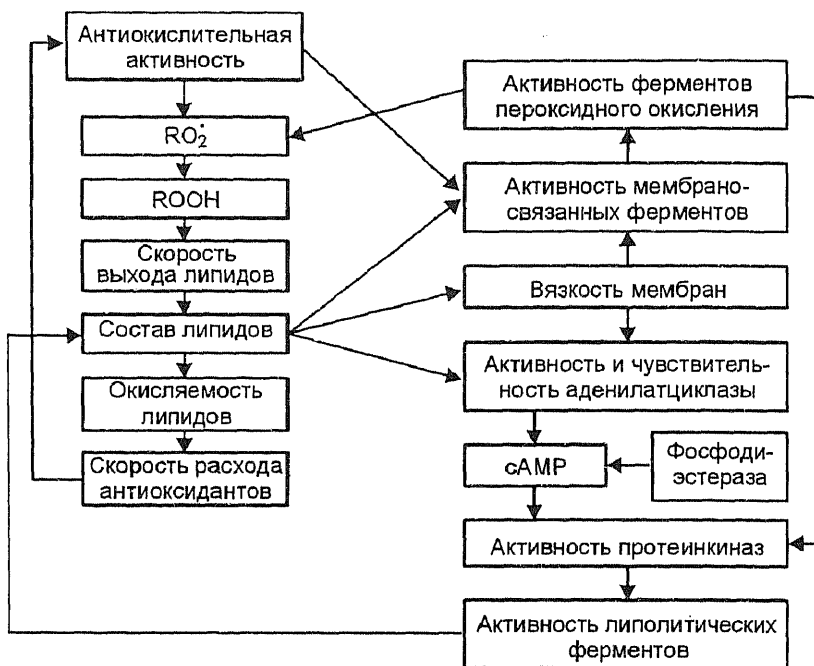 Антиокислительная
активность
RO₂˙
ROOH
Скорость
выхода липидов
Состав липидов
Окисляемость
липидов
Скорость расхода
антиоксидантов
Активность ферментов
пероксидного окисления
Активность мембрано-
связанных ферментов
Вязкость мембран
Активность и чувствитель-
ность аденилатциклазы
cAMP
Фосфоди-
эстераза
Активность протеинкиназ
Активность липолитических
ферментов